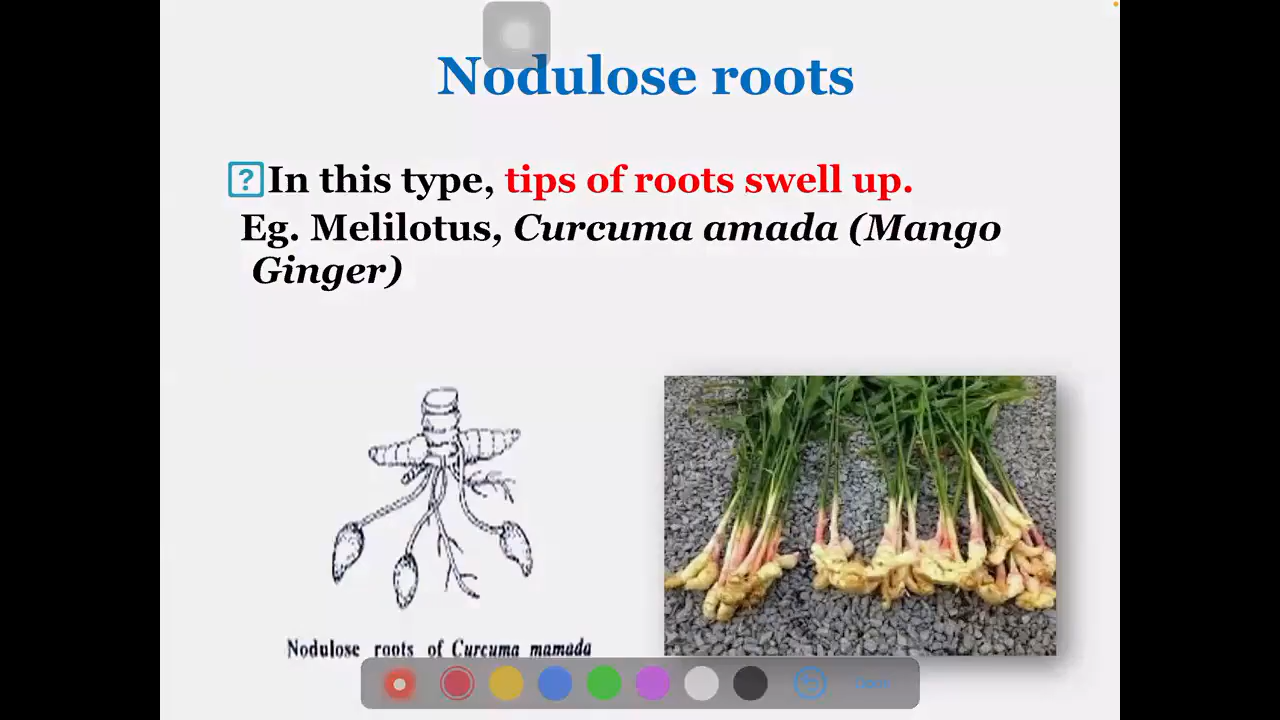 Nodulose roots
?In this type, tips of roots swell up.
Eg. Melilotus, Curcuma amada (Mango
Ginger)
Nodulose roots of Curcuma mamada
Done